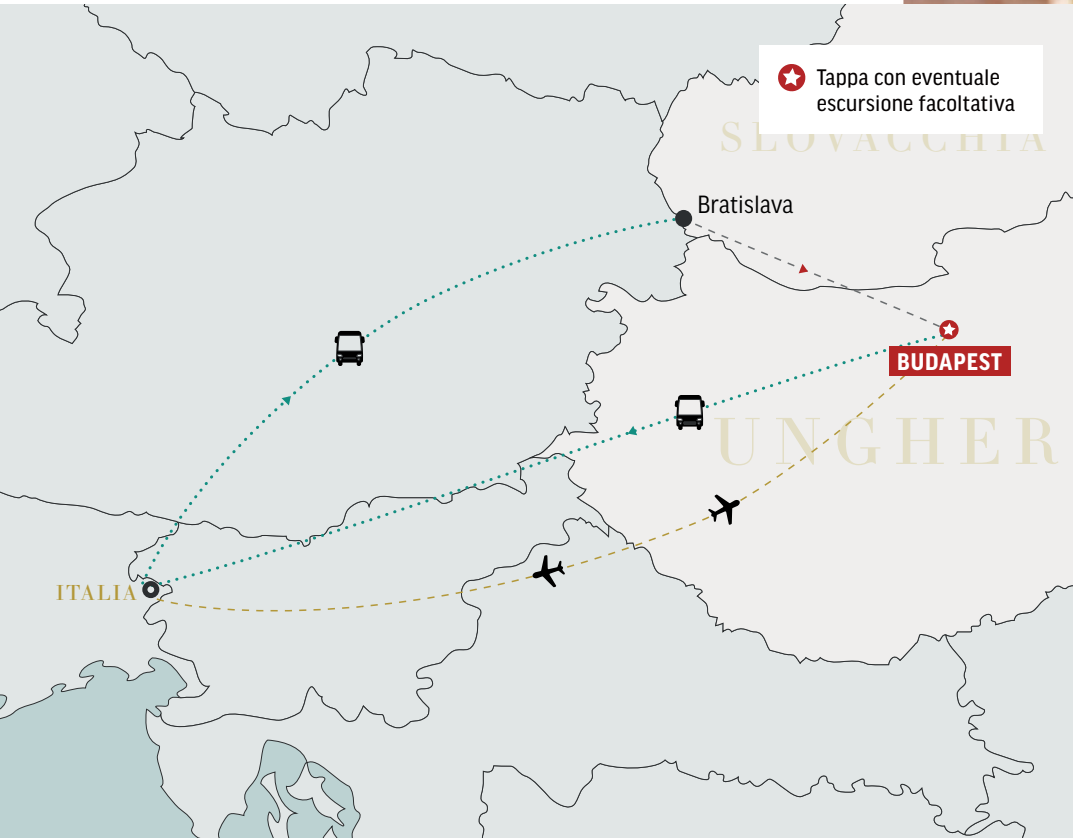 Tappa con eventuale
escursione facoltativa
SLOVACCHIA
Bratislava
BUDAPEST
UNGHER
ITALIA